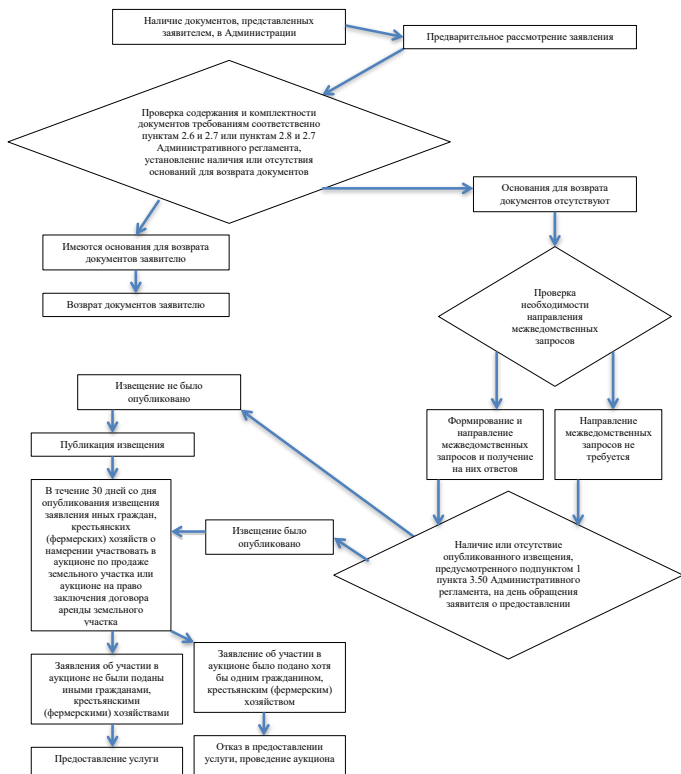 Наличие документов, представленных
заявителем, в Администрации
Предварительное рассмотрение заявления
Проверка содержания и комплектности
документов требованиям соответственно
пунктам 2.6 и 2.7 или пунктам 2.8 и 2.7
Административного регламента,
установление наличия или отсутствия
оснований для возврата документов
Основания для возврата
документов отсутствуют
Имеются основания для возврата
документов заявителю
Возврат документов заявителю
Проверка
необходимости
направления
межведомственных
запросов
Извещение не было
опубликовано
Формирование и
направление
межведомственных
запросов и получение
на них ответов
Направление
межведомственных
запросов не
требуется
Публикация извещения
В течение 30 дней со дня
опубликования извещения
заявления иных граждан,
крестьянских
(фермерских) хозяйств о
намерении участвовать в
аукционе по продаже
земельного участка или
аукционе на право
заключения договора
аренды земельного
участка
Извещение было
опубликовано
Наличие или отсутствие
опубликованного извещения,
предусмотренного подпунктом 1
пункта 3.50 Административного
регламента, на день обращения
заявителя о предоставлении
Заявления об участии в
аукционе не были поданы
иными гражданами,
крестьянскими
(фермерскими) хозяйствами
Заявление об участии в
аукционе было подано хотя
бы одним гражданином,
крестьянским (фермерским)
хозяйством
Предоставление услуги
Отказ в предоставлении
услуги, проведение аукциона